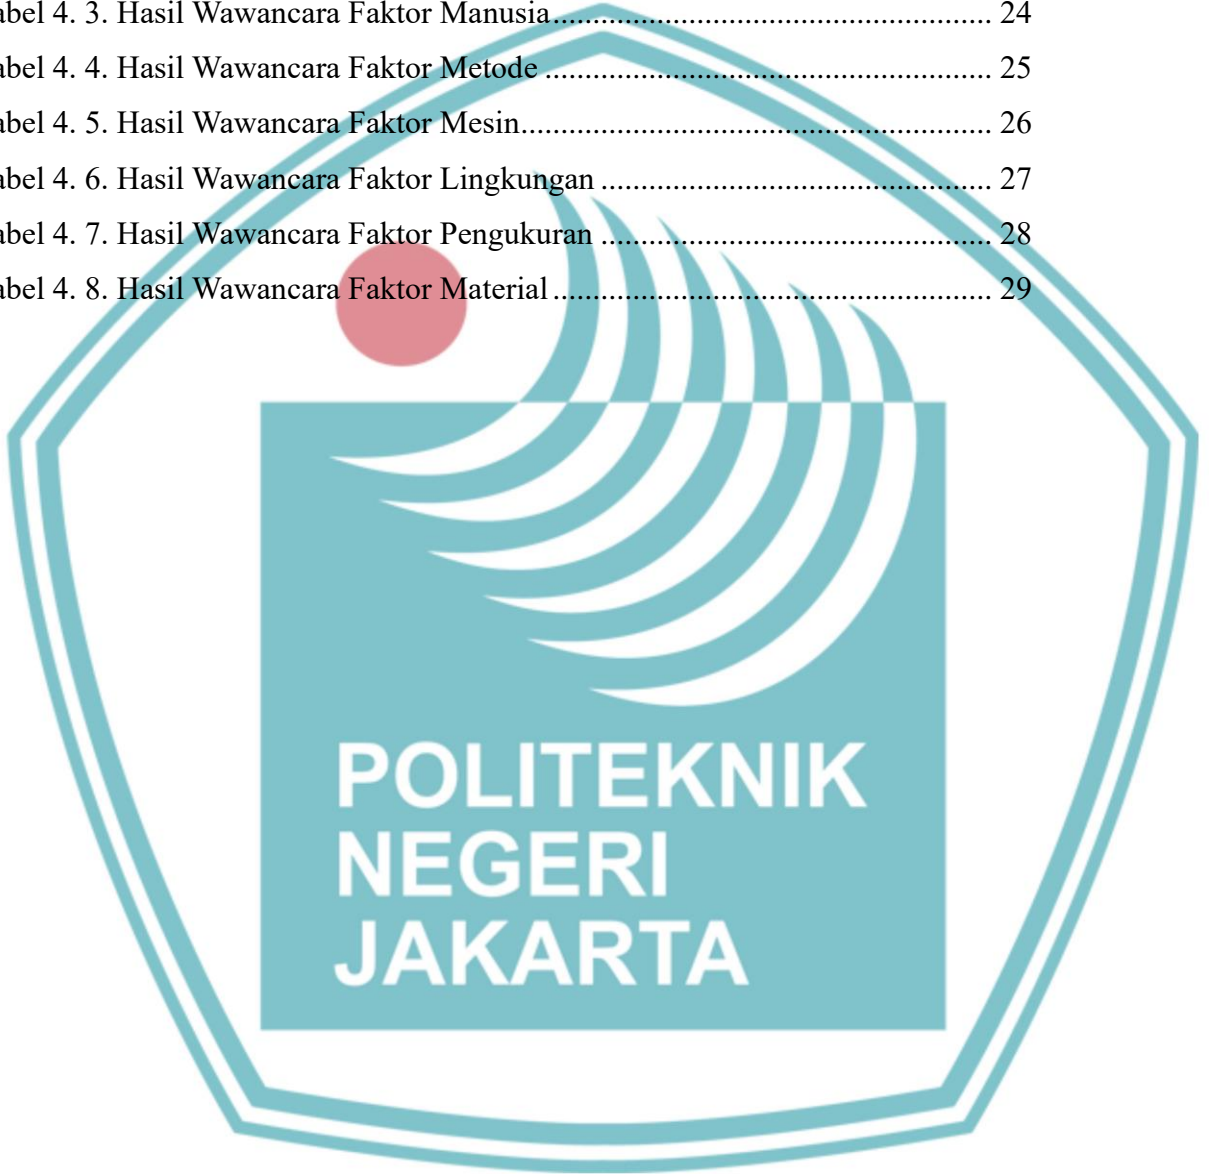 abel 4. 3. Hasil Wawancara Faktor Manusia...................................................... 24
abel 4. 4. Hasil Wawancara Faktor Metode ....................................................... 25
abel 4. 5. Hasil Wawancara Faktor Mesin.......................................................... 26
abel 4. 6. Hasil Wawancara Faktor Lingkungan ................................................ 27
abel 4. 7. Hasil Wawancara Faktor Pengukuran ................................................ 28
abel 4. 8. Hasil Wawancara Faktor Material ...................................................... 29
POLITEKNIK
NEGERI
JAKARTA